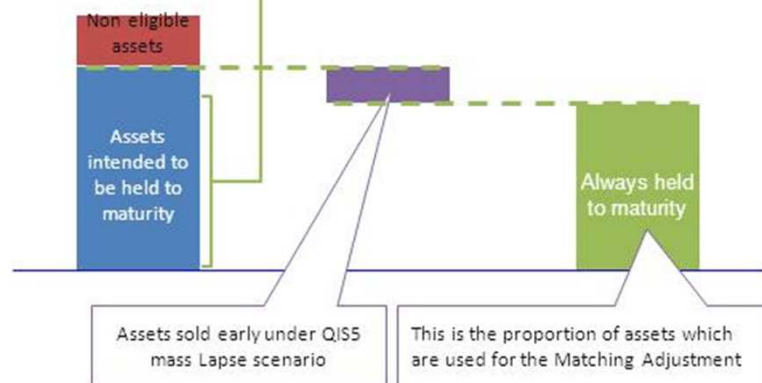 Non eligible
assets
Assets
intended to
be held to
maturity
Always held
to maturity
Assets sold early under QIS5
mass Lapse scenario
This is the proportion of assets which
are used for the Matching Adjustment